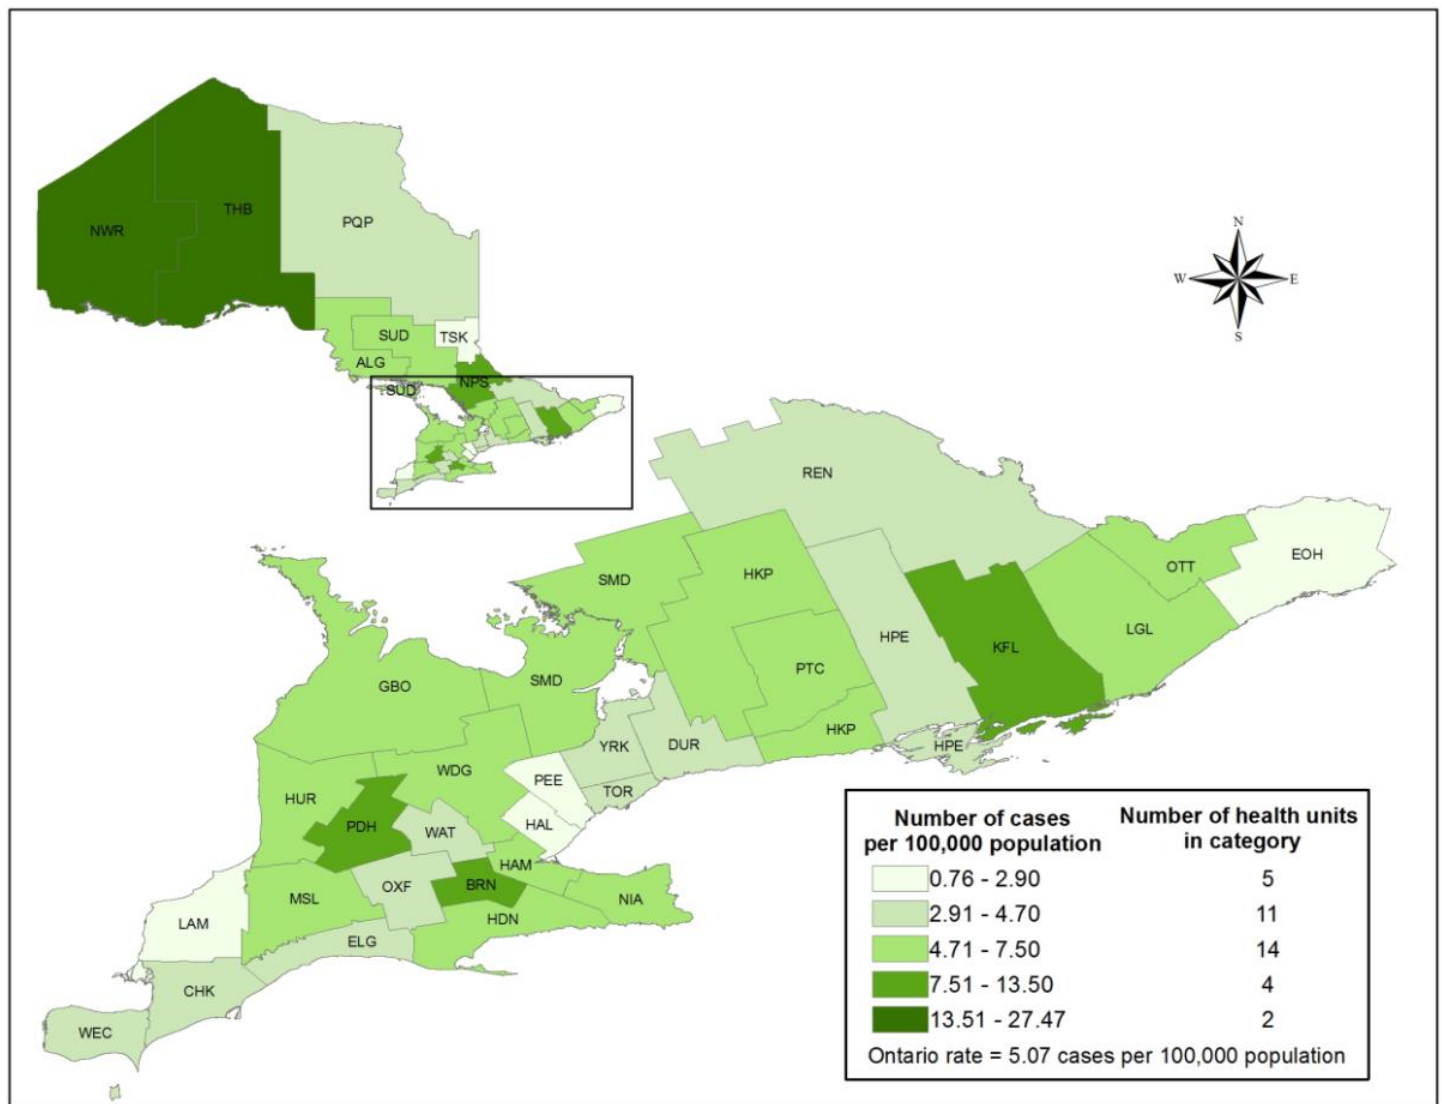 N
W E
S
NWR
THB
PQP
SUD
TSK
ALG
NPS
SUD
REN
EOH
OTT
SMD
HKP
LGL
HPE
KFL
PTC
GBO
SMD
HKP
YRK
DUR
HPE
WDG
PEE
TOR
HUR
PDH
WAT
HAL
HAM
OXF
BRN
MSL
NIA
HDN
LAM
ELG
CHK
WEC
Number of cases per 100,000 population
Number of health units in category
0.76 - 2.90 5
2.91 - 4.70 11
4.71 - 7.50 14
7.51 - 13.50 4
13.51 - 27.47 2
Ontario rate = 5.07 cases per 100,000 population